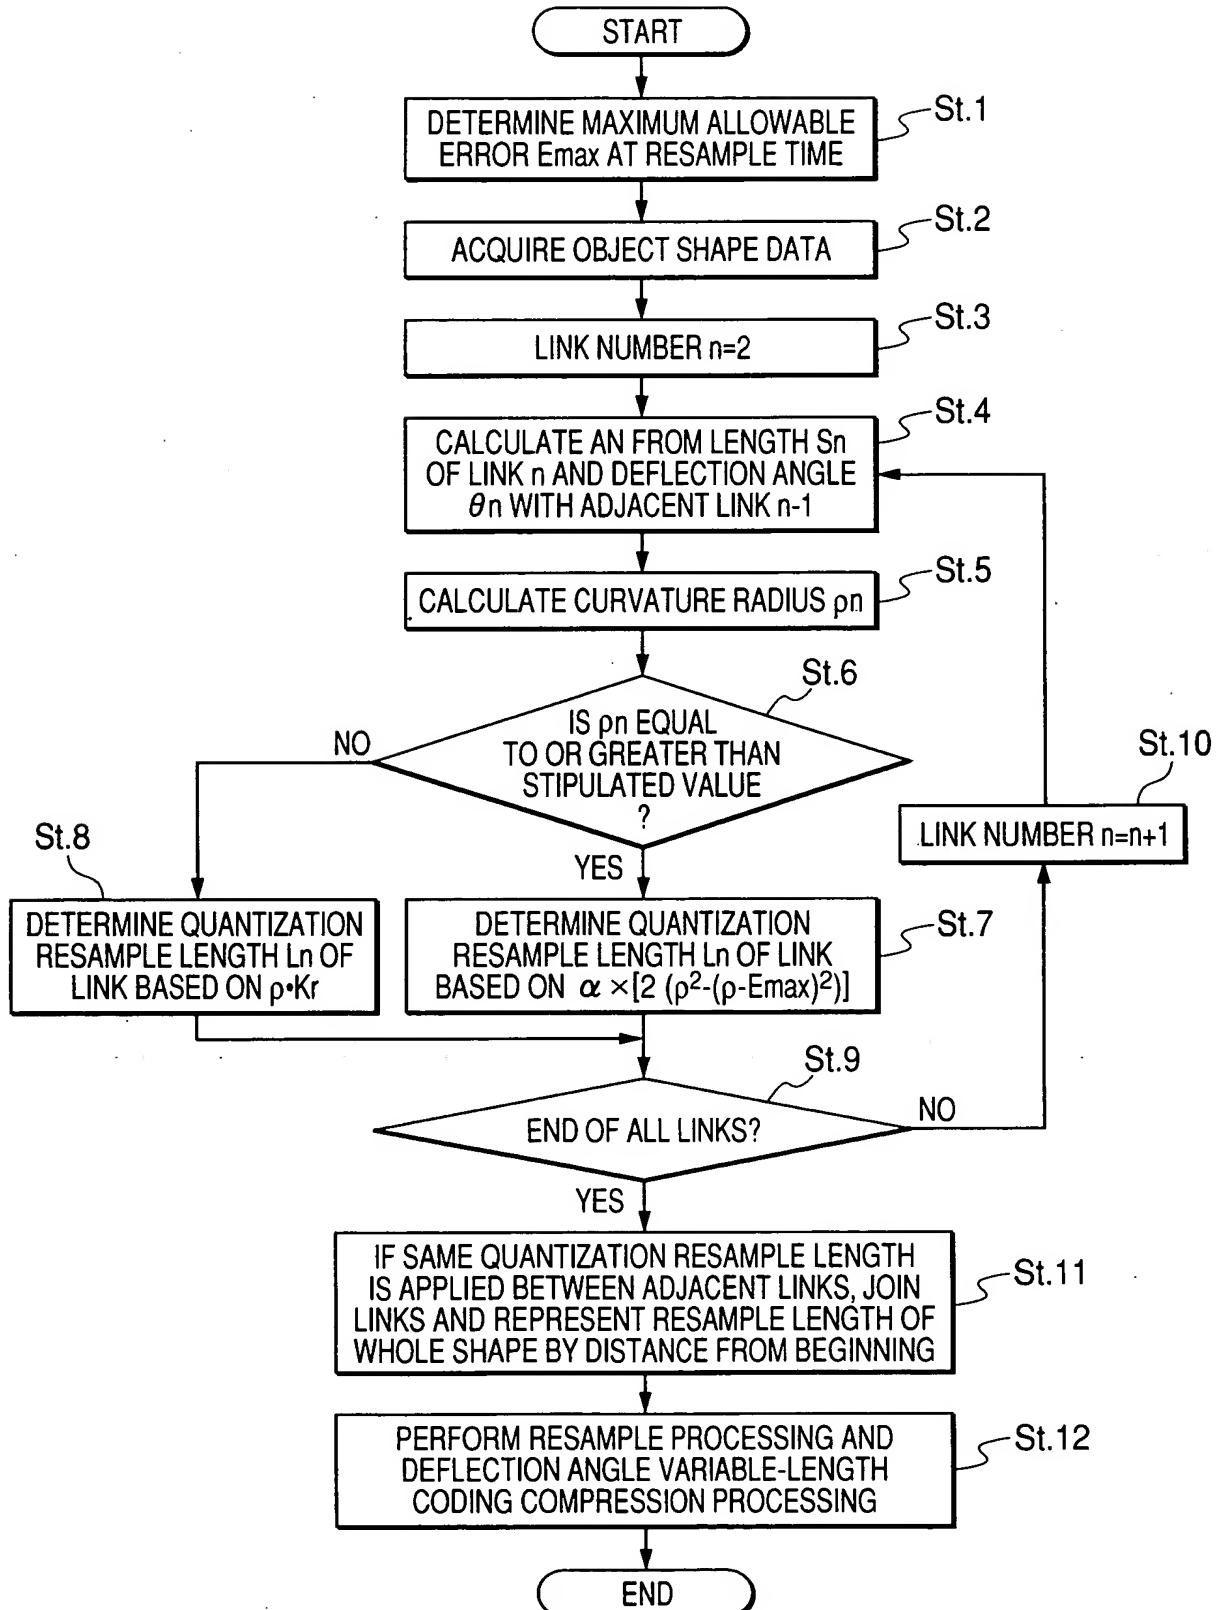 START
St.1
DETERMINE MAXIMUM ALLOWABLE
ERROR Emax AT RESAMPLE TIME
St.2
ACQUIRE OBJECT SHAPE DATA
St.3
LINK NUMBER n=2
St.4
CALCULATE AN FROM LENGTH Sn
OF LINK n AND DEFLECTION ANGLE
θn WITH ADJACENT LINK n-1
St.5
CALCULATE CURVATURE RADIUS ρn
St.6
IS ρn EQUAL
TO OR GREATER THAN
STIPULATED VALUE
?
NO
YES
St.10
LINK NUMBER n=n+1
St.8
DETERMINE QUANTIZATION
RESAMPLE LENGTH Ln OF
LINK BASED ON ρ•Kr
St.7
DETERMINE QUANTIZATION
RESAMPLE LENGTH Ln OF LINK
BASED ON α×[2 (ρ²-(ρ-Emax)²)]
St.9
END OF ALL LINKS?
NO
YES
St.11
IF SAME QUANTIZATION RESAMPLE LENGTH
IS APPLIED BETWEEN ADJACENT LINKS, JOIN
LINKS AND REPRESENT RESAMPLE LENGTH OF
WHOLE SHAPE BY DISTANCE FROM BEGINNING
St.12
PERFORM RESAMPLE PROCESSING AND
DEFLECTION ANGLE VARIABLE-LENGTH
CODING COMPRESSION PROCESSING
END